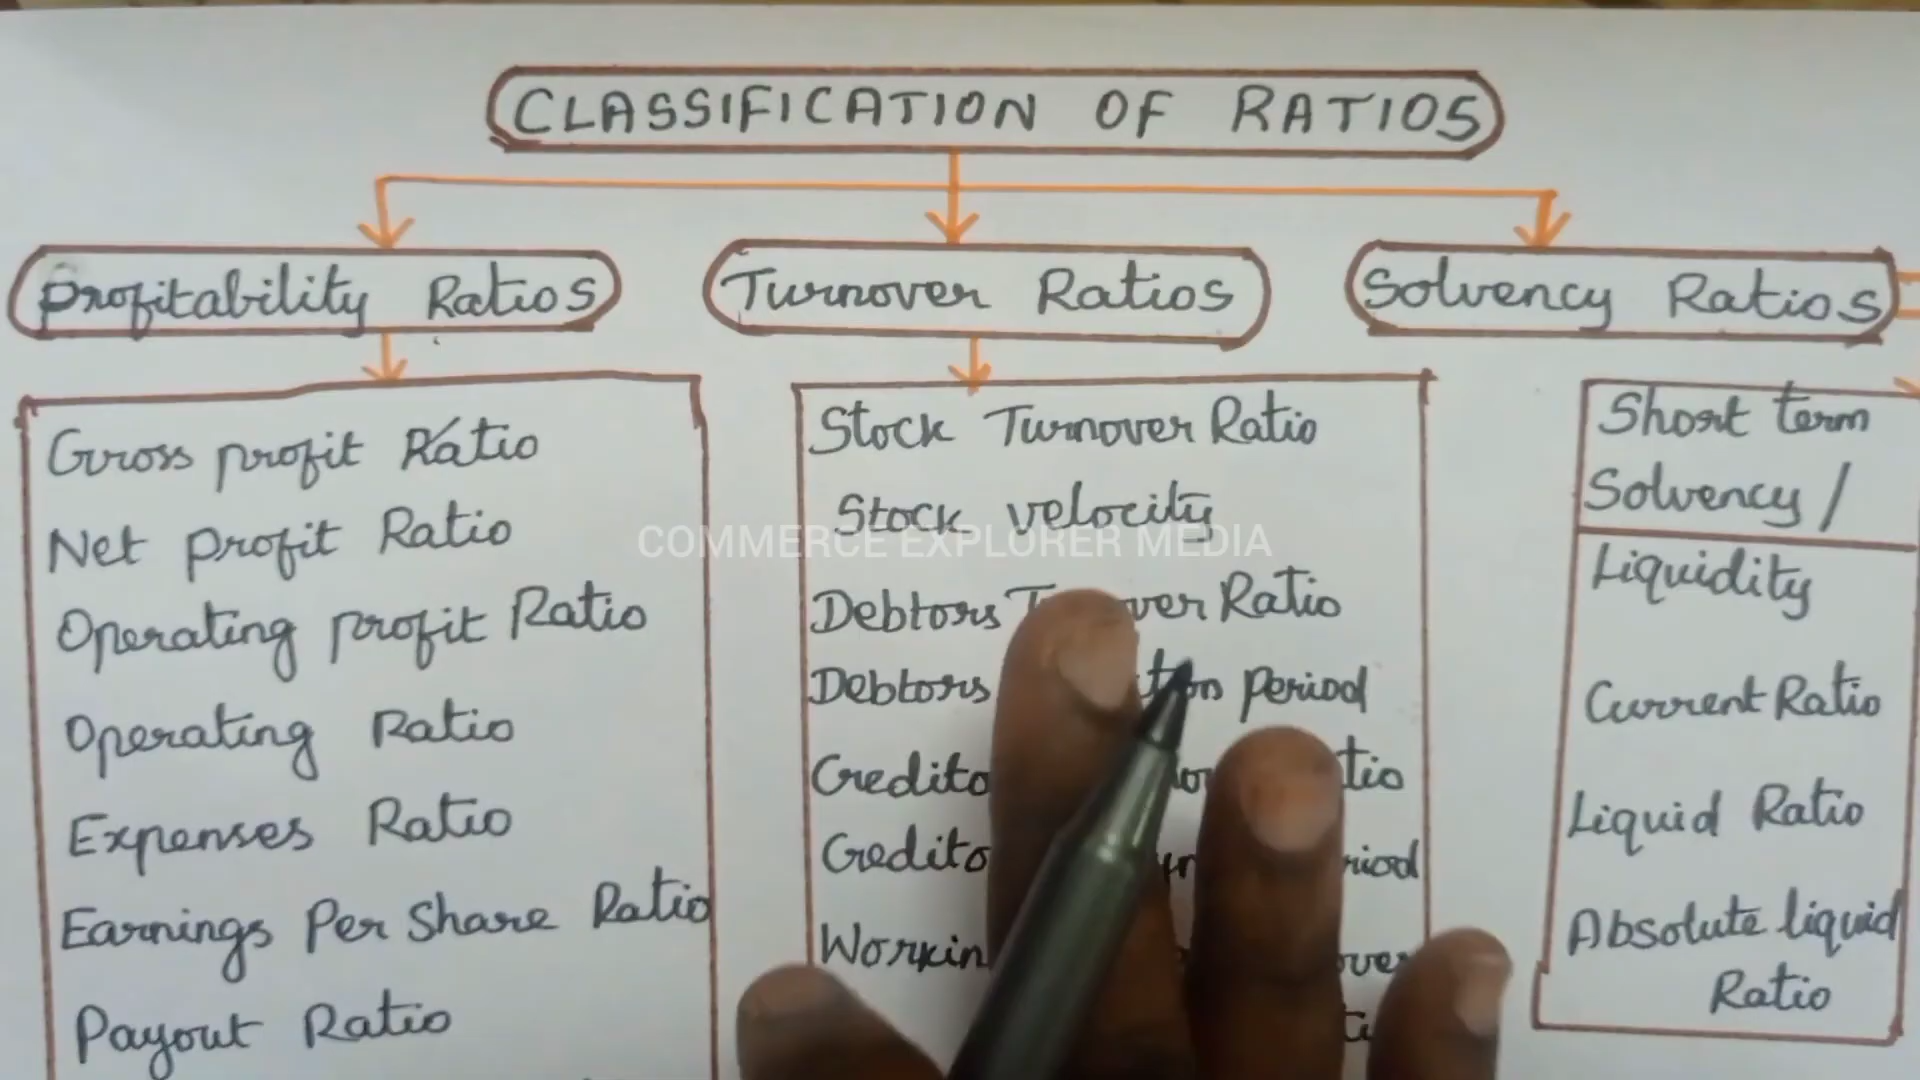 CLASSIFICATION OF RATIOS
Profitability Ratios
Gross profit Ratio
Net profit Ratio
Operating profit Ratio
Operating Ratio
Expenses Ratio
Earnings Per Share Ratio
Payout Ratio
Turnover Ratios
Stock Turnover Ratio
Stock velocity
COMMERCE EXPLORER MEDIA
Debtors Ratio
Debtors Period
Solvency Ratios
Short term
Solvency /
Liquidity
Current Ratio
Liquid Ratio
Absolute liquid
Ratio